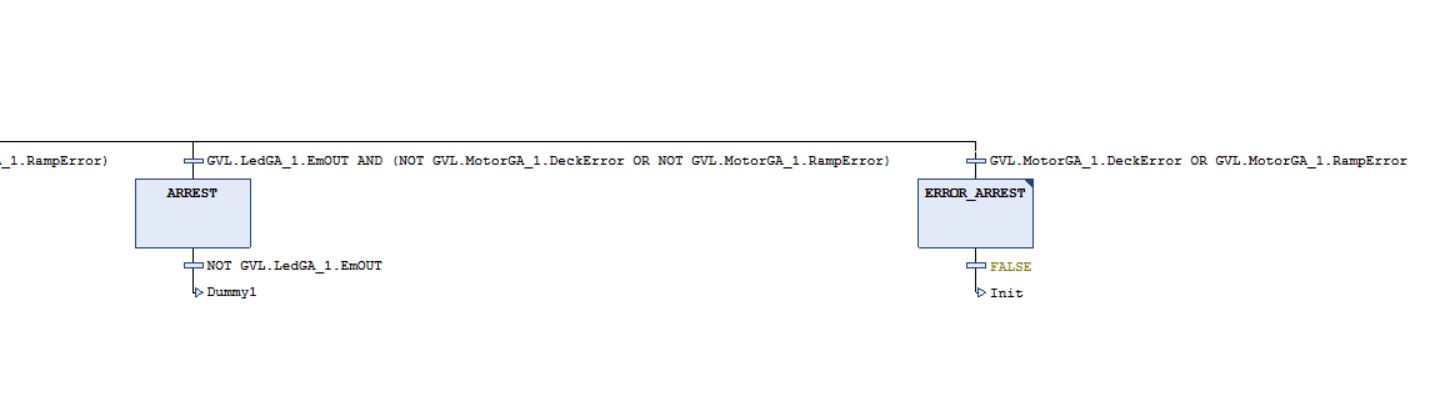 _1.RampError)
GVL.LedGA_1.EmOUT AND (NOT GVL.MotorGA_1.DeckError OR NOT GVL.MotorGA_1.RampError)
GVL.MotorGA_1.DeckError OR GVL.MotorGA_1.RampError
ARREST
ERROR_ARREST
NOT GVL.LedGA_1.EmOUT
FALSE
Dummy1
Init